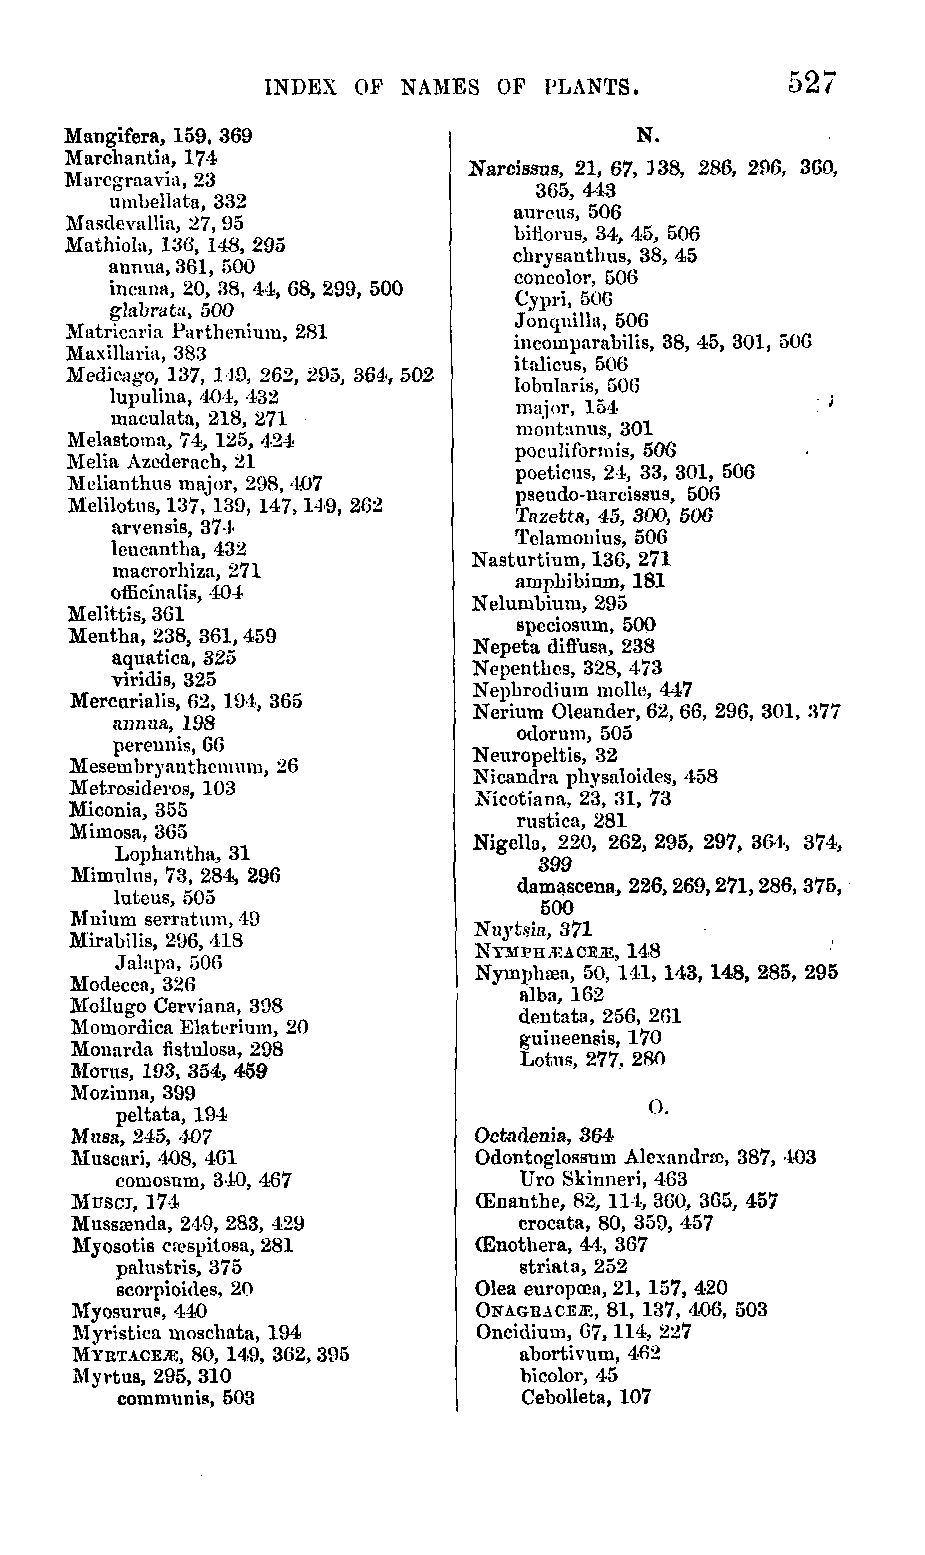 INDEX OF NAMES OF PLANTS. 527
Mangifera, 159, 369
Marchantia, 174
Marcgraavia, 23
umbellata, 332
Masdevallia, 27, 95
Mathiola, 136, 148, 295
annua, 361, 500
incana, 20, 38, 44, 68, 299, 500
glabrata, 500
Matricaria Parthenium, 281
Maxillaria, 383
Medicago, 137, 149, 262, 295, 364, 502
lupulina, 404, 432
maculata, 218, 271
Melastoma, 74, 125, 424
Melia Azederach, 21
Melianthus major, 298, 407
Melilotus, 137, 139, 147, 149, 262
arvensis, 374
leucantha, 432
macrorhiza, 271
officinalis, 404
Melittis, 361
Mentha, 238, 361, 459
aquatica, 325
viridis, 325
Mercurialis, 62, 194, 365
annua, 198
perennis, 66
Mesembryanthemum, 26
Metrosideros, 103
Miconia, 355
Mimosa, 365
Lophantha, 31
Mimulus, 73, 284, 296
luteus, 505
Mnium serratum, 49
Mirabilis, 296, 418
Jalapa, 506
Modecca, 326
Mollugo Cerviana, 398
Momordica Elaterium, 20
Monarda fistulosa, 298
Morus, 193, 354, 459
Mozinna, 399
peltata, 194
Musa, 245, 407
Muscari, 408, 461
comosum, 340, 467
MUSCI, 174
Mussænda, 249, 283, 429
Myosotis cæspitosa, 281
palustris, 375
scorpioides, 20
Myosurus, 440
Myristica moschata, 194
MYRTACEÆ, 80, 149, 362, 395
Myrtus, 295, 310
communis, 503
N.
Narcissus, 21, 67, 138, 286, 296, 360,
365, 443
aureus, 506
biflorus, 34, 45, 506
chrysanthus, 38, 45
concolor, 506
Cypri, 506
Jonquilla, 506
incomparabilis, 38, 45, 301, 506
italicus, 506
lobularis, 506
major, 154
montanus, 301
poculiformis, 506
poeticus, 24, 33, 301, 506
pseudo-narcissus, 506
Tazetta, 45, 300, 506
Telamonius, 506
Nasturtium, 136, 271
amphibium, 181
Nelumbium, 295
speciosum, 500
Nepeta diffusa, 238
Nepenthes, 328, 473
Nephrodium molle, 447
Nerium Oleander, 62, 66, 296, 301, 377
odorum, 505
Neuropeltis, 32
Nicandra physaloides, 458
Nicotiana, 23, 31, 73
rustica, 281
Nigella, 220, 262, 295, 297, 364, 374,
399
damascena, 226, 269, 271, 286, 375,
500
Nuytsia, 371
NYMPHÆACEÆ, 148
Nymphæa, 50, 141, 143, 148, 285, 295
alba, 162
dentata, 256, 261
guineensis, 170
Lotus, 277, 280
O.
Octadenia, 364
Odontoglossum Alexandræ, 387, 403
Uro Skinneri, 463
Œnanthe, 82, 114, 360, 365, 457
crocata, 80, 359, 457
Œnothera, 44, 367
striata, 252
Olea europœa, 21, 157, 420
ONAGRACEÆ, 81, 137, 406, 503
Oncidium, 67, 114, 227
abortivum, 462
bicolor, 45
Cebolleta, 107